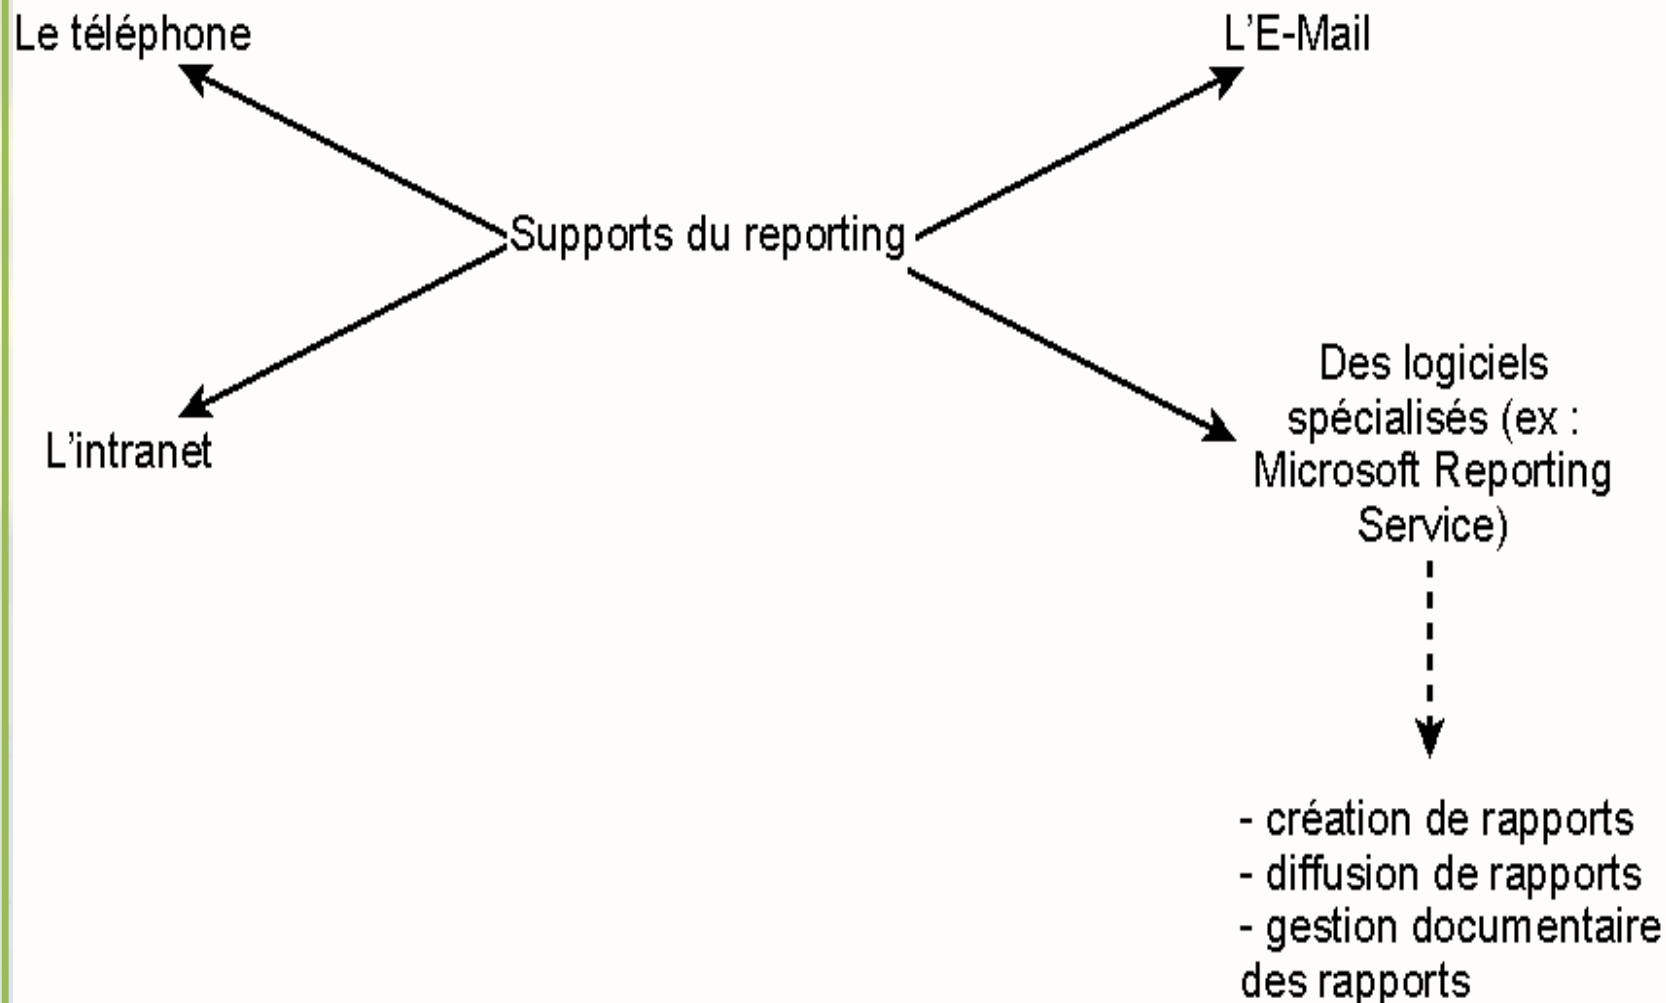 Le téléphone
L'E-Mail
Supports du reporting
L'intranet
Des logiciels
spécialisés (ex :
Microsoft Reporting
Service)
- création de rapports
- diffusion de rapports
- gestion documentaire
des rapports